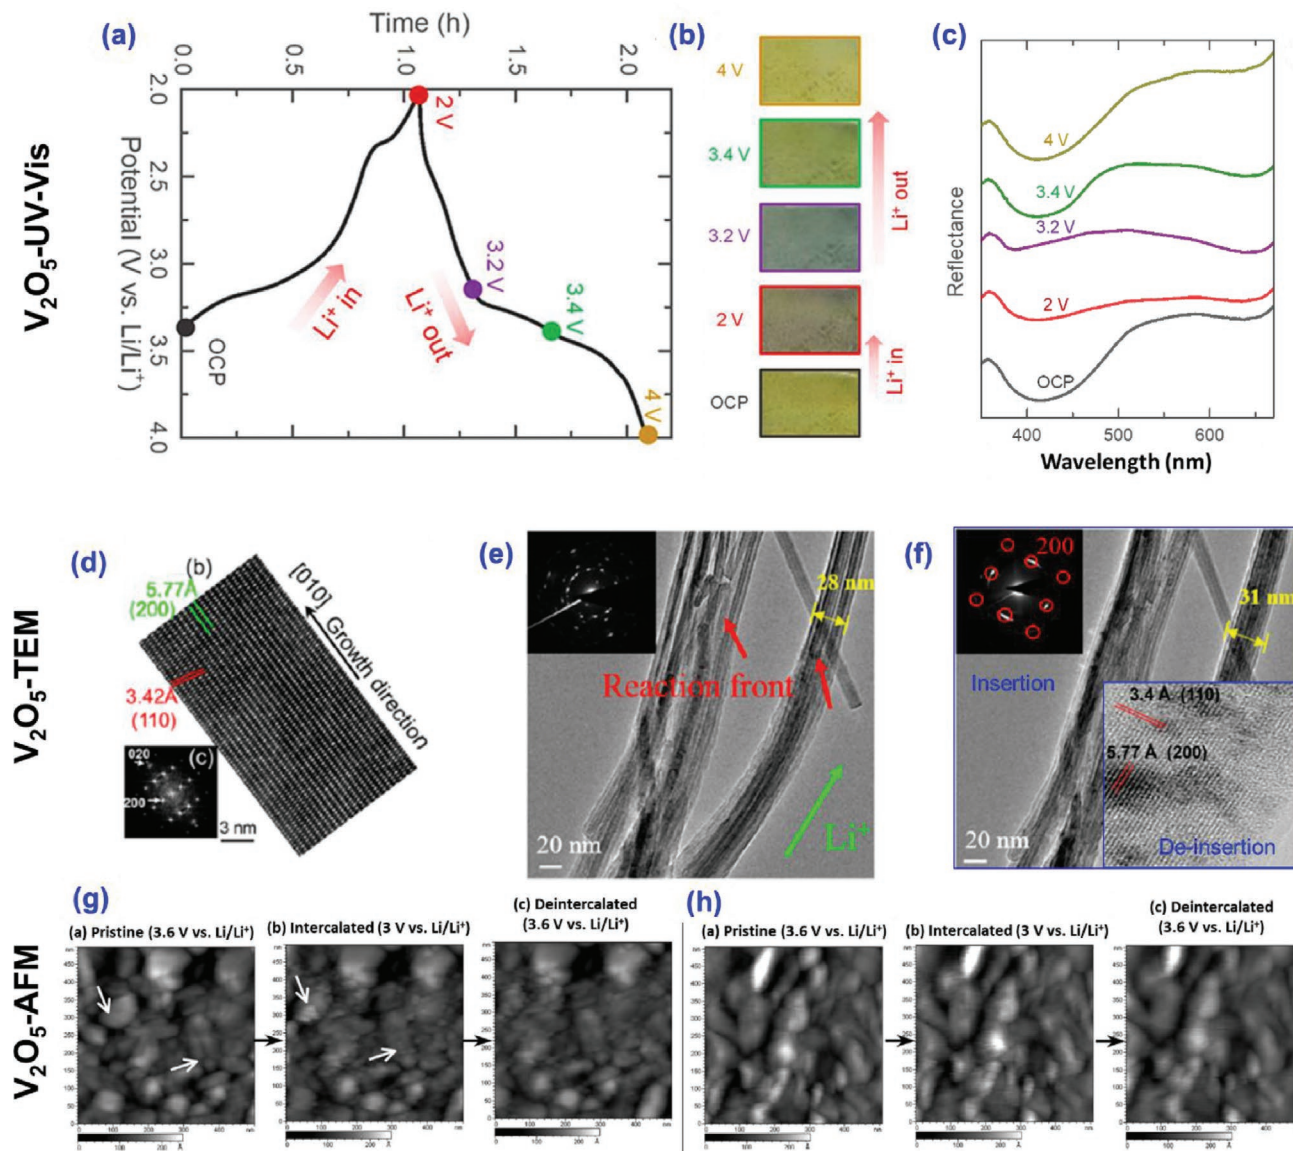 V₂O₅-UV-Vis
(a)
Time (h)
0.0
0.5
1.0
1.5
2.0
2.0
2.5
3.0
3.5
4.0
Potential (V vs. Li/Li⁺)
2 V
3.2 V
3.4 V
4 V
OCP
Li⁺ in
Li⁺ out
(b)
4 V
3.4 V
3.2 V
2 V
OCP
Li⁺ out
Li⁺ in
(c)
Reflectance
4 V
3.4 V
3.2 V
2 V
OCP
400
500
600
Wavelength (nm)
V₂O₅-TEM
(d)
(b)
5.77Å
(200)
[010] Growth direction
3.42Å
(110)
(c)
020
200
3 nm
(e)
28 nm
Reaction front
Li⁺
20 nm
(f)
200
31 nm
Insertion
3.4 Å (110)
5.77 Å (200)
De-insertion
20 nm
V₂O₅-AFM
(g)
(a) Pristine (3.6 V vs. Li/Li⁺)
(b) Intercalated (3 V vs. Li/Li⁺)
(c) Deintercalated
(3.6 V vs. Li/Li⁺)
(h)
(a) Pristine (3.6 V vs. Li/Li⁺)
(b) Intercalated (3 V vs. Li/Li⁺)
(c) Deintercalated
(3.6 V vs. Li/Li⁺)